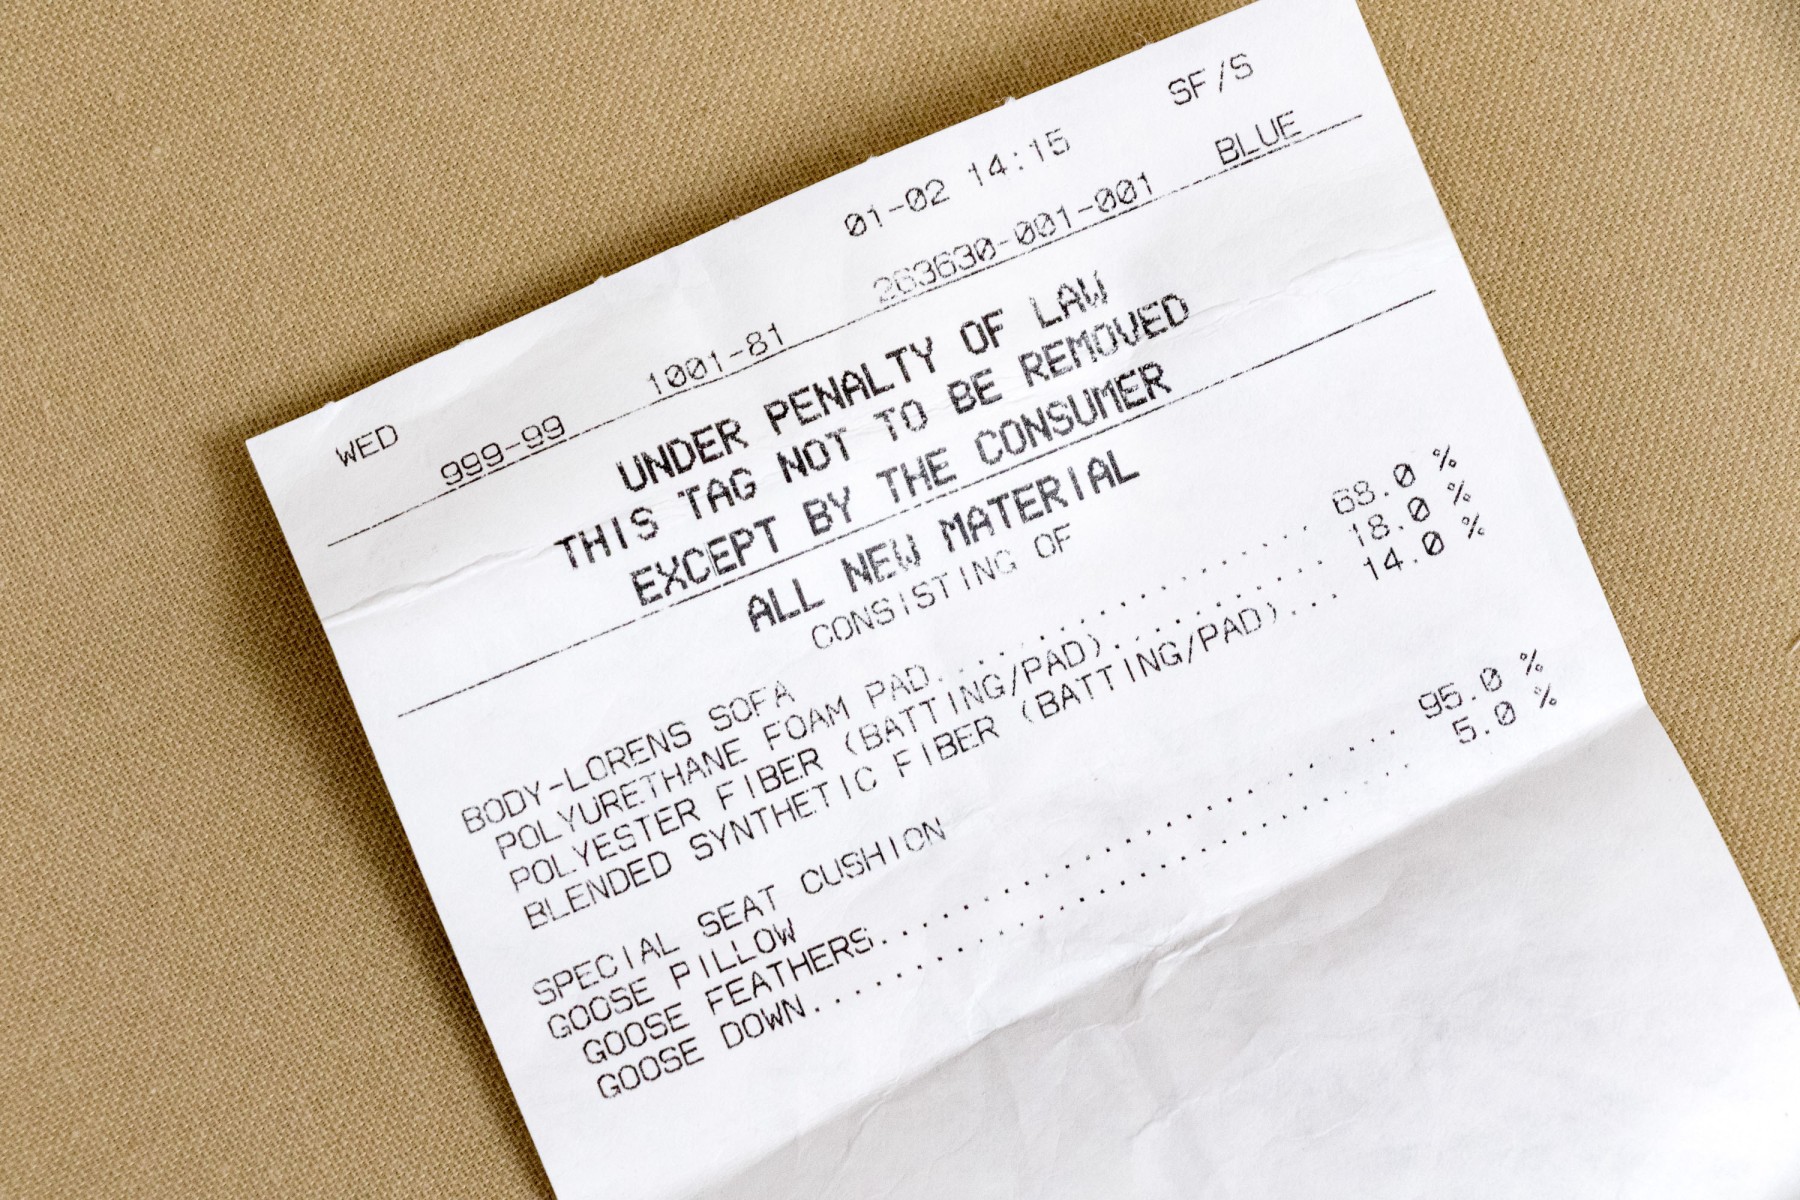 WED 01-02 14:15 SF/S
999-99 1001-81 263630-001-001 BLUE
UNDER PENALTY OF LAW
THIS TAG NOT TO BE REMOVED
EXCEPT BY THE CONSUMER
ALL NEW MATERIAL
CONSISTING OF
BODY-LORENS SOFA
POLYURETHANE FOAM PAD.................. 68.0 %
POLYESTER FIBER (BATTING/PAD)............ 18.0 %
BLENDED SYNTHETIC FIBER (BATTING/PAD).... 14.0 %
SPECIAL SEAT CUSHION
GOOSE PILLOW
GOOSE FEATHERS.......................... 95.0 %
GOOSE DOWN............................. 5.0 %